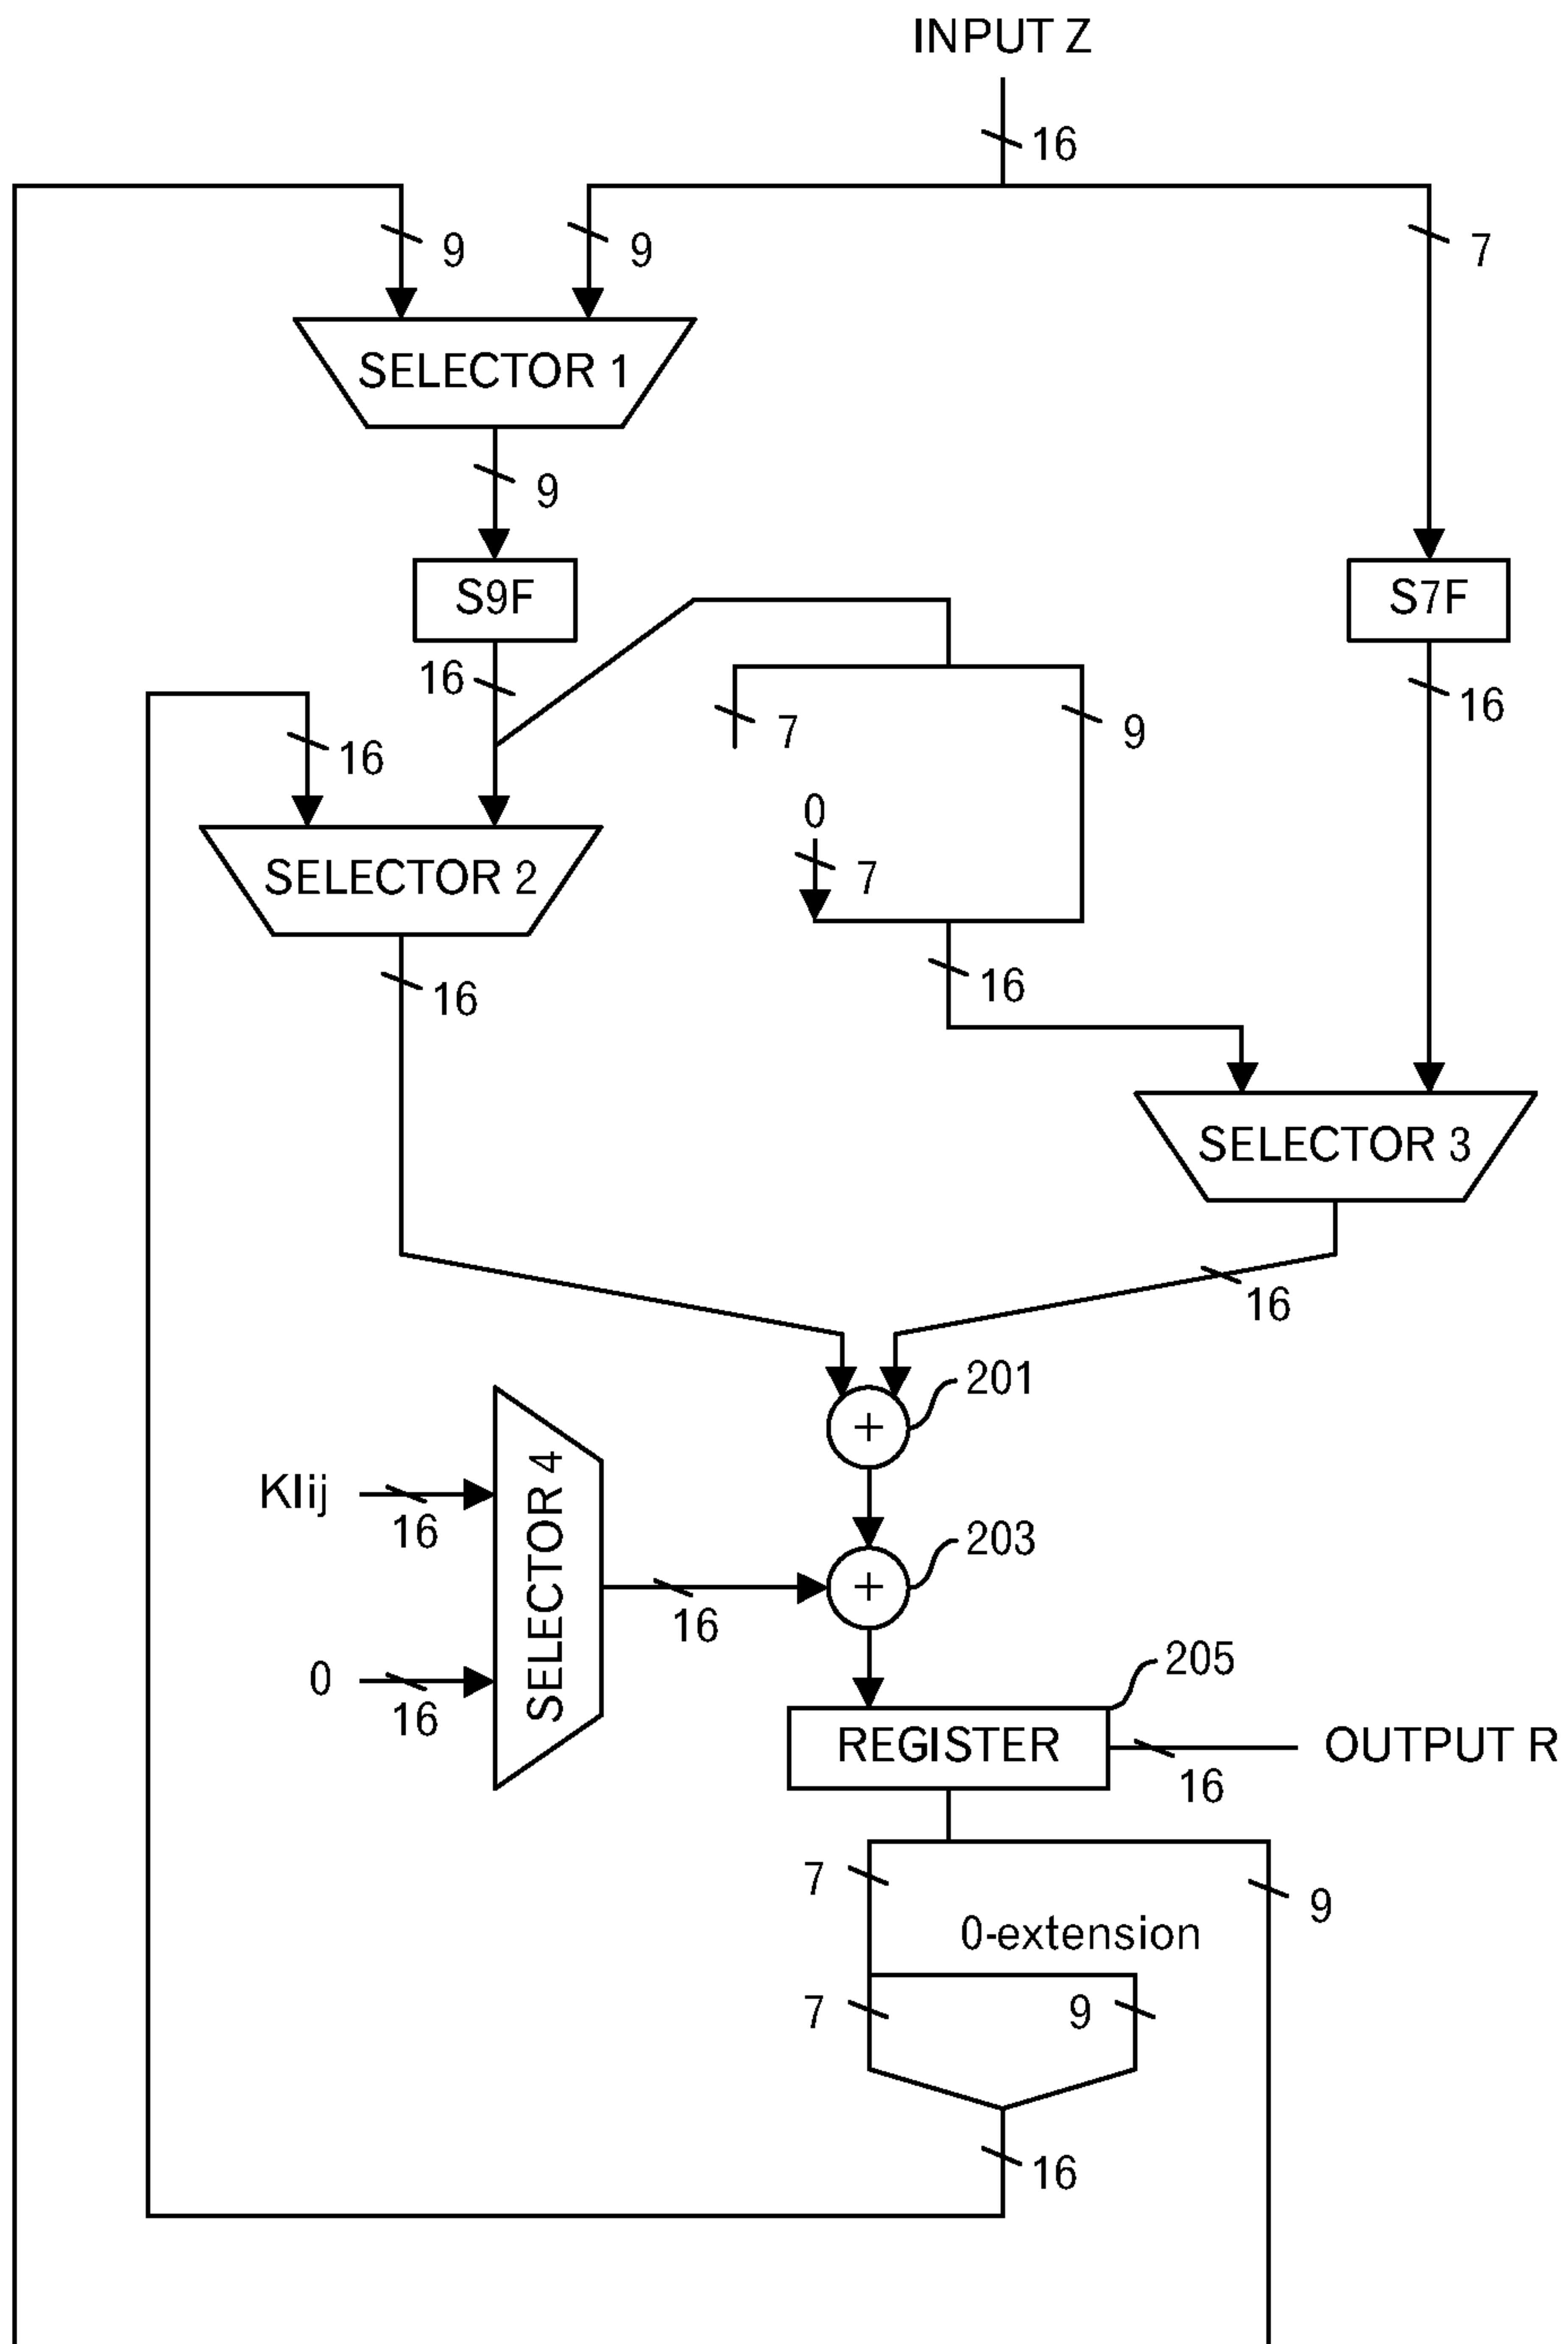 INPUT Z
16
9
9
7
SELECTOR 1
9
S9F
S7F
16
16
7
9
16
0
7
SELECTOR 2
16
16
SELECTOR 3
16
201
SELECTOR 4
KIij
16
203
16
0
16
205
REGISTER
OUTPUT R
16
7
9
0-extension
7
9
16